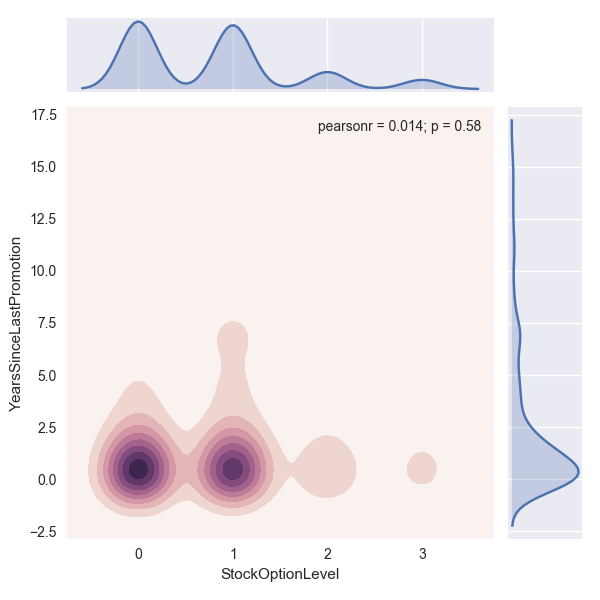 pearsonr = 0.014; p = 0.58
17.5
15.0
12.5
10.0
7.5
5.0
2.5
0.0
−2.5
YearsSinceLastPromotion
0 1 2 3
StockOptionLevel